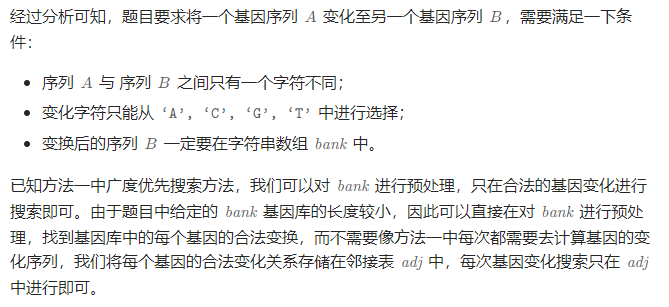 经过分析可知，题目要求将一个基因序列 A 变化至另一个基因序列 B，需要满足一下条
件：
• 序列 A 与 序列 B 之间只有一个字符不同；
• 变化字符只能从 ‘A’, ‘C’, ‘G’, ‘T’ 中进行选择；
• 变换后的序列 B 一定要在字符串数组 bank 中。
已知方法一中广度优先搜索方法，我们可以对 bank 进行预处理，只在合法的基因变化进行
搜索即可。由于题目中给定的 bank 基因库的长度较小，因此可以直接在对 bank 进行预处
理，找到基因库中的每个基因的合法变换，而不需要像方法一中每次都需要去计算基因的变
化序列，我们将每个基因的合法变化关系存储在邻接表 adj 中，每次基因变化搜索只在 adj
中进行即可。